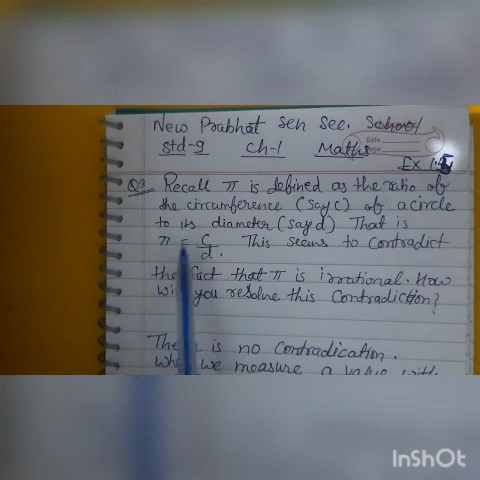 New Prabhat Sen Sec. School
Std-9 Ch-1 Maths
Date
Ex 1.
Q3 Recall π is defined as the ratio of
the circumference (say c) of a circle
to its diameter (say d) That is
π = c/d. This seems to contradict
the fact that π is irrational. How
will you resolve this Contradiction?
There is no contradication.
When we measure a value with
InShOt